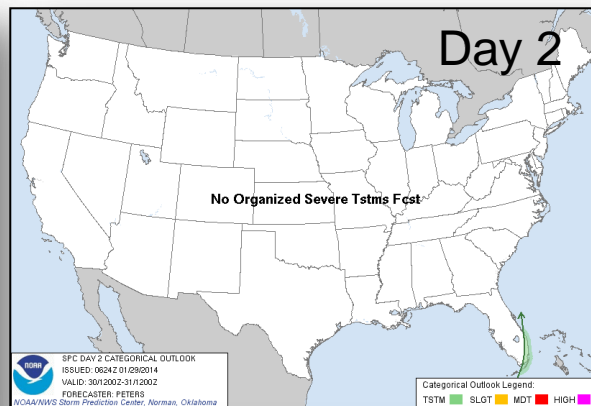 Day 2
No Organized Severe Tstms Fcst
NOAA
SPC DAY 2 CATEGORICAL OUTLOOK
ISSUED: 0624Z 01/29/2014
VALID: 30/1200Z-31/1200Z
FORECASTER: PETERS
NOAA/NWS Storm Prediction Center, Norman, Oklahoma
Categorical Outlook Legend:
TSTM SLGT MDT HIGH